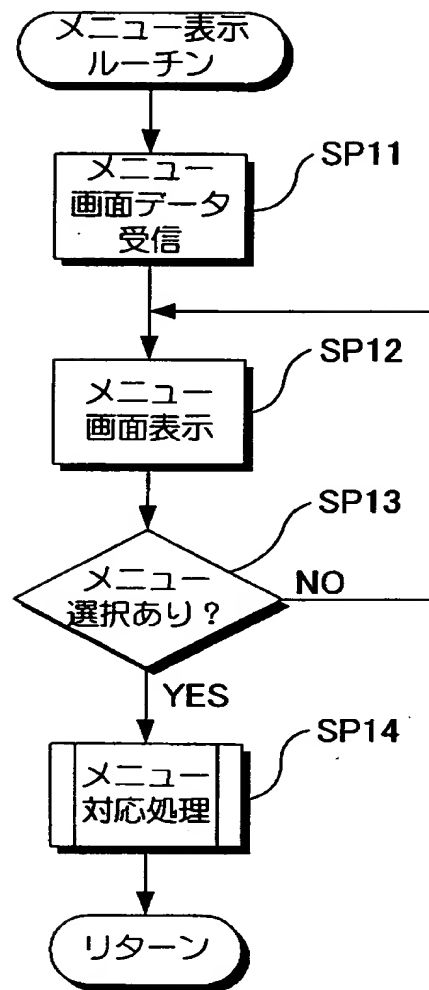 メニュー表示
ルーチン
SP11
メニュー
画面データ
受信
SP12
メニュー
画面表示
SP13
メニュー
選択あり？
NO
YES
SP14
メニュー
対応処理
リターン